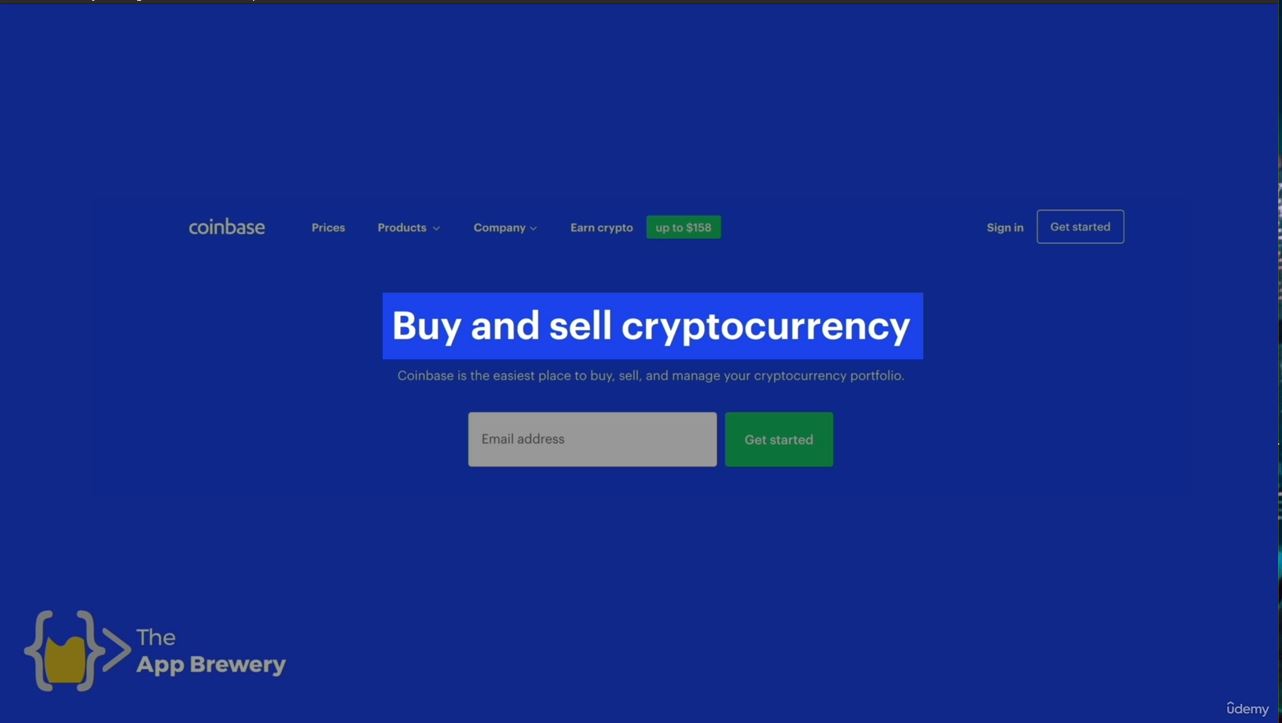 coinbase Prices Products Company Earn crypto up to $158 Sign in Get started
Buy and sell cryptocurrency
Coinbase is the easiest place to buy, sell, and manage your cryptocurrency portfolio.
Email address Get started
The
App Brewery
ûdemy